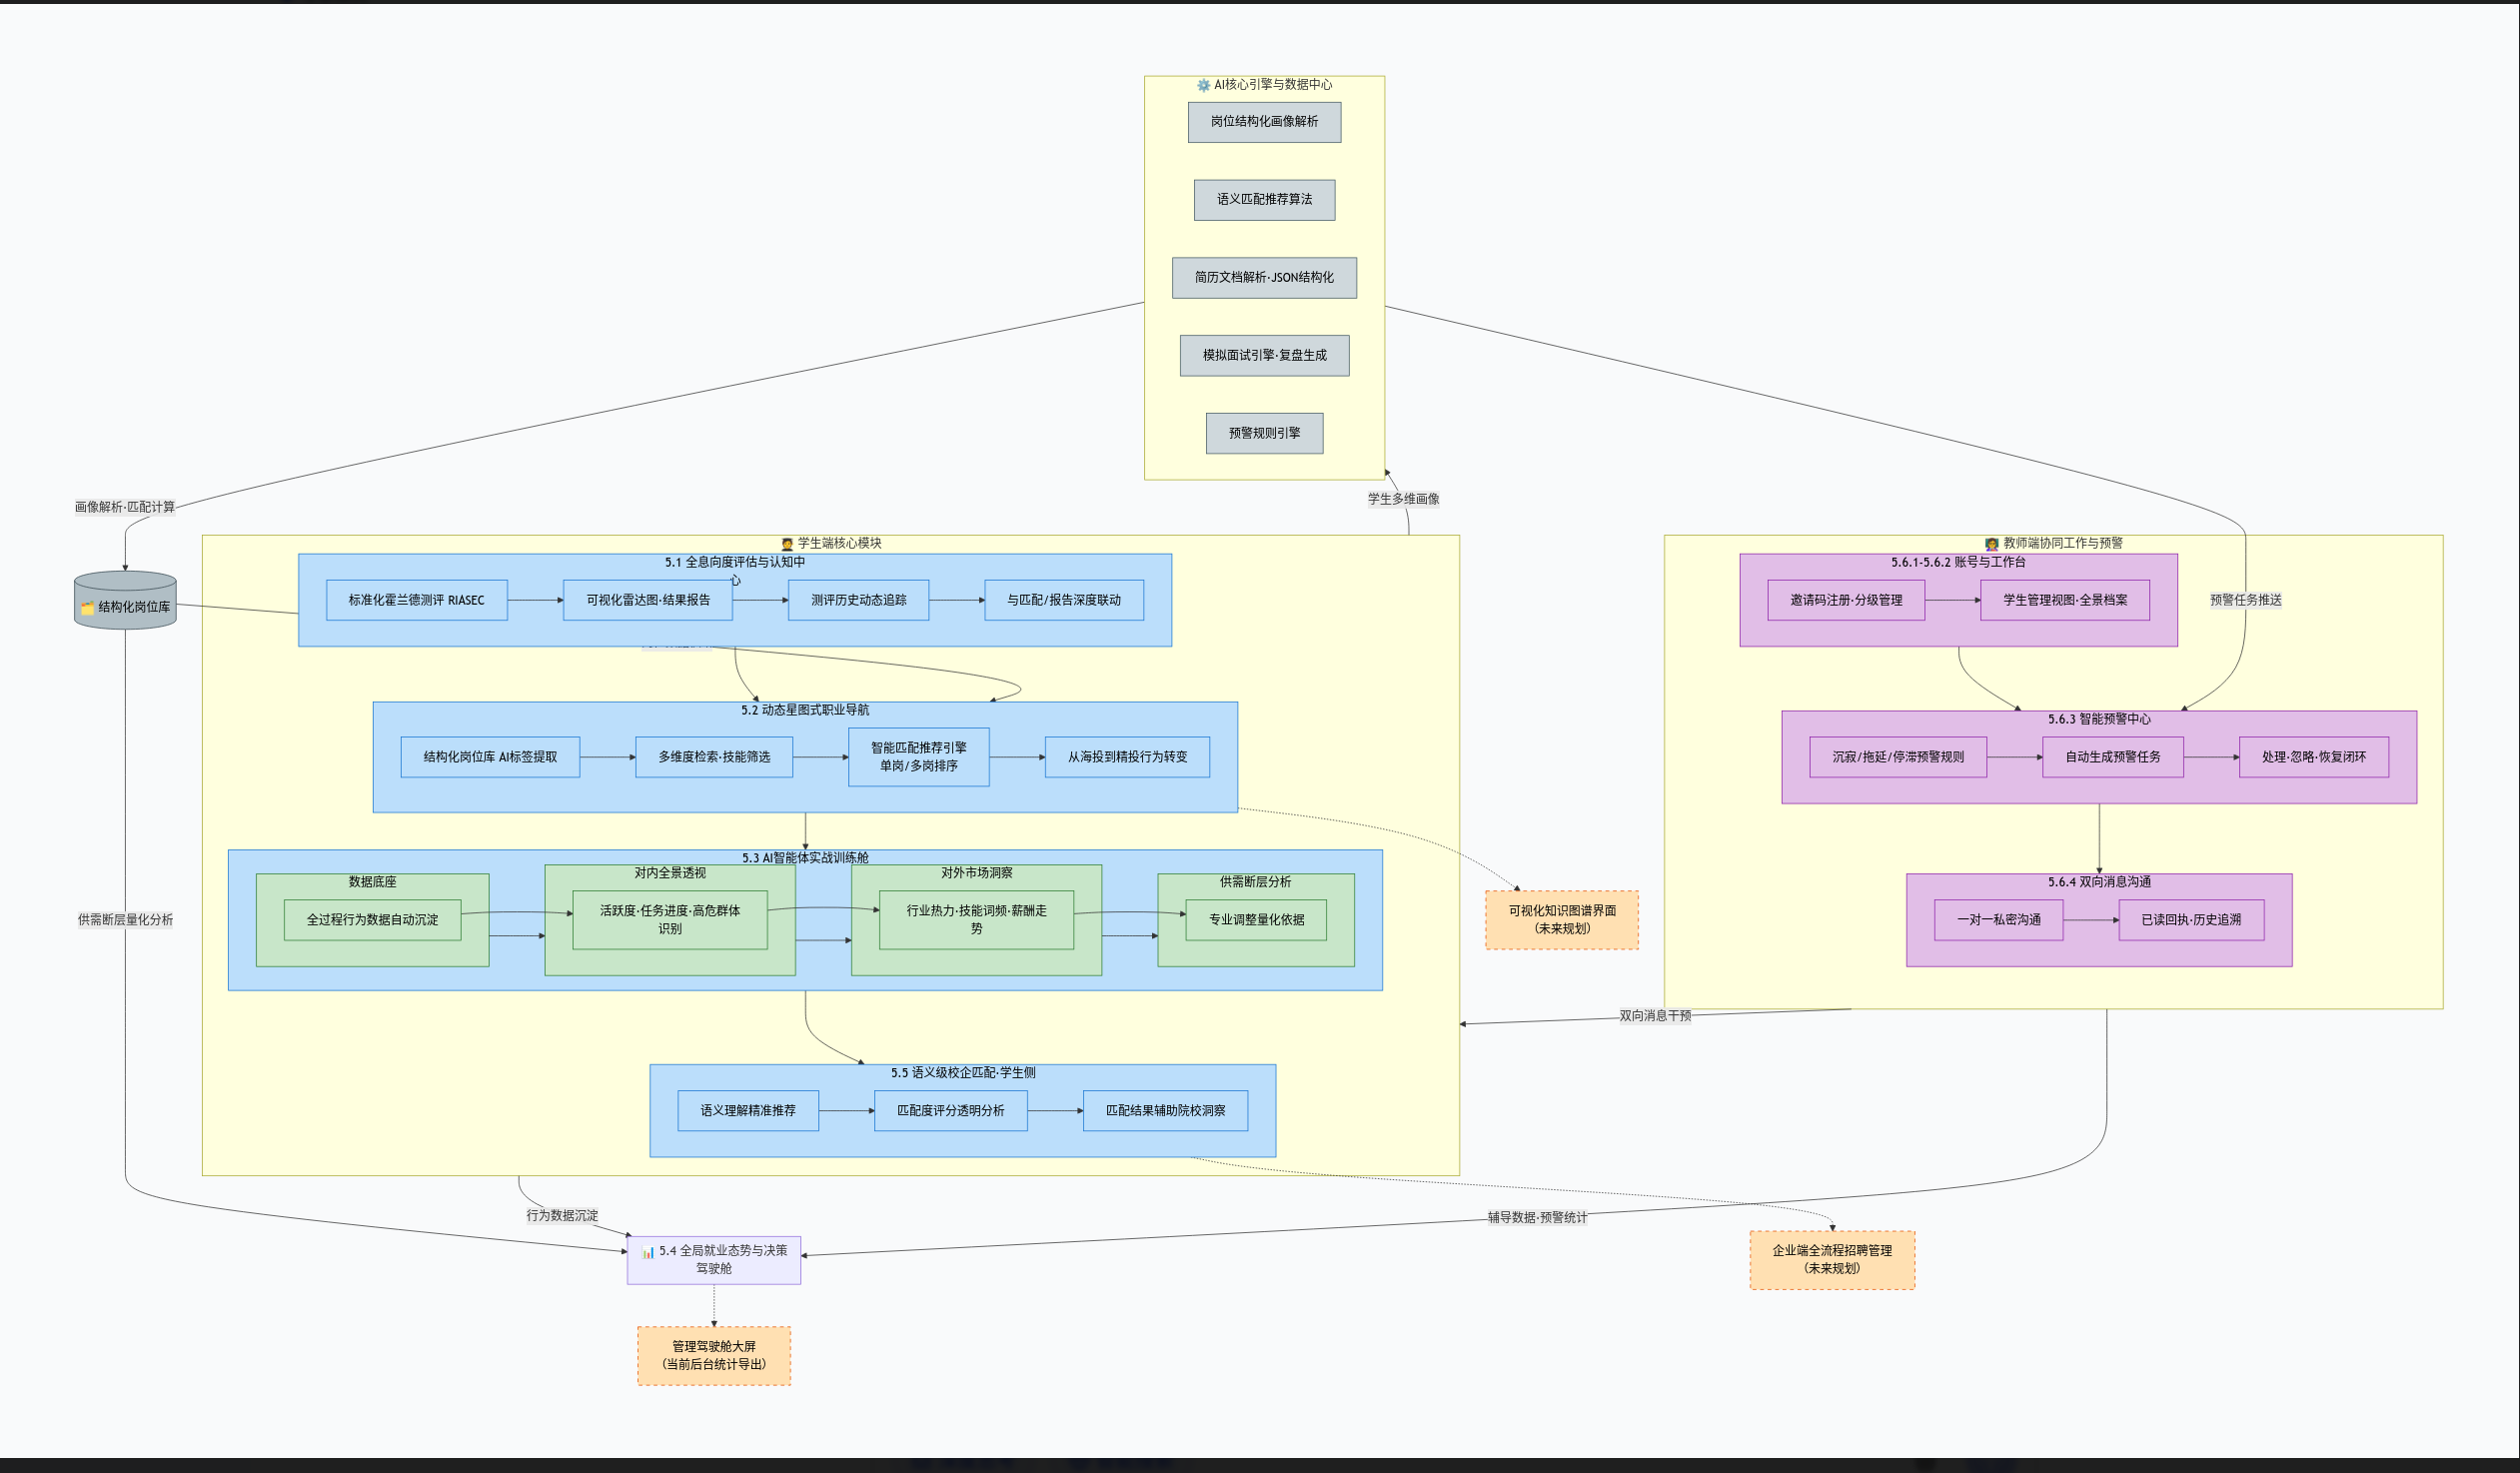 ⚙️ AI核心引擎与数据中心
岗位结构化画像解析
语义匹配推荐算法
简历文档解析·JSON结构化
模拟面试引擎·复盘生成
预警规则引擎
画像解析·匹配计算
学生多维画像
🗂️ 结构化岗位库
供需断层量化分析
🧑‍🎓 学生端核心模块
5.1 全息向度评估与认知中
心
标准化霍兰德测评 RIASEC
可视化雷达图·结果报告
测评历史动态追踪
与匹配/报告深度联动
5.2 动态星图式职业导航
结构化岗位库 AI标签提取
多维度检索·技能筛选
智能匹配推荐引擎
单岗/多岗排序
从海投到精投行为转变
5.3 AI智能体实战训练舱
数据底座
全过程行为数据自动沉淀
对内全景透视
活跃度·任务进度·高危群体
识别
对外市场洞察
行业热力·技能词频·薪酬走
势
供需断层分析
专业调整量化依据
5.5 语义级校企匹配·学生侧
语义理解精准推荐
匹配度评分透明分析
匹配结果辅助院校洞察
可视化知识图谱界面
（未来规划）
👩‍🏫 教师端协同工作与预警
5.6.1-5.6.2 账号与工作台
邀请码注册·分级管理
学生管理视图·全景档案
预警任务推送
5.6.3 智能预警中心
沉寂/拖延/停滞预警规则
自动生成预警任务
处理·忽略·恢复闭环
5.6.4 双向消息沟通
一对一私密沟通
已读回执·历史追溯
双向消息干预
行为数据沉淀
辅导数据·预警统计
📊 5.4 全局就业态势与决策
驾驶舱
企业端全流程招聘管理
（未来规划）
管理驾驶舱大屏
（当前后台统计导出）